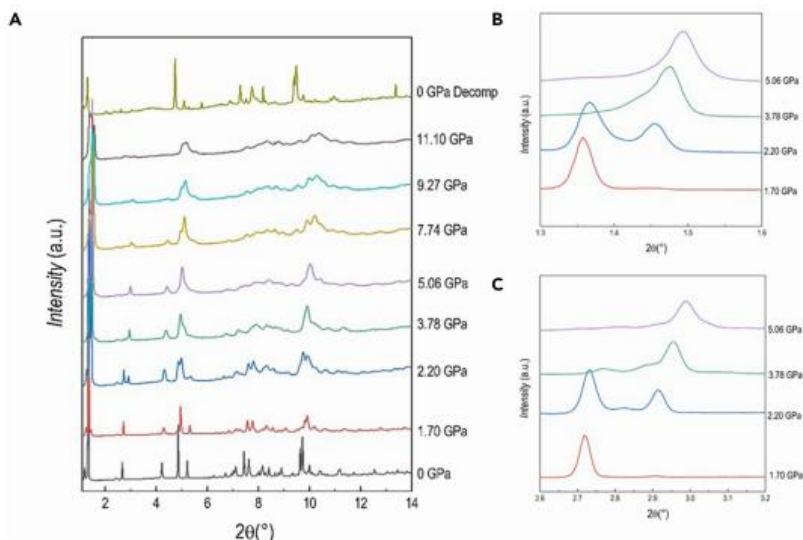 A
0 GPa Decomp
11.10 GPa
9.27 GPa
7.74 GPa
5.06 GPa
3.78 GPa
2.20 GPa
1.70 GPa
0 GPa
Intensity (a.u.)
2 4 6 8 10 12 14
2θ(°)
B
5.06 GPa
3.78 GPa
2.20 GPa
1.70 GPa
Intensity (a.u.)
1.3 1.4 1.5 1.6
2θ(°)
C
5.06 GPa
3.78 GPa
2.20 GPa
1.70 GPa
Intensity (a.u.)
2.6 2.7 2.8 2.9 3.0 3.1 3.2
2θ(°)